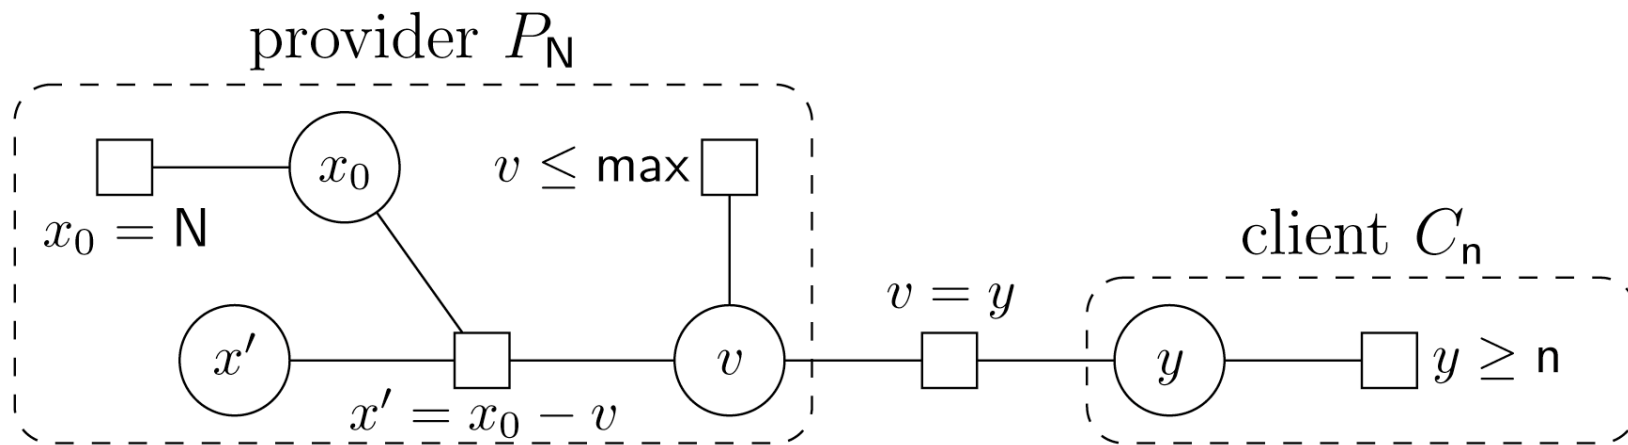 provider P_N
x_0
v ≤ max
x_0 = N
client C_n
v = y
x′
v
y
y ≥ n
x′ = x_0 − v